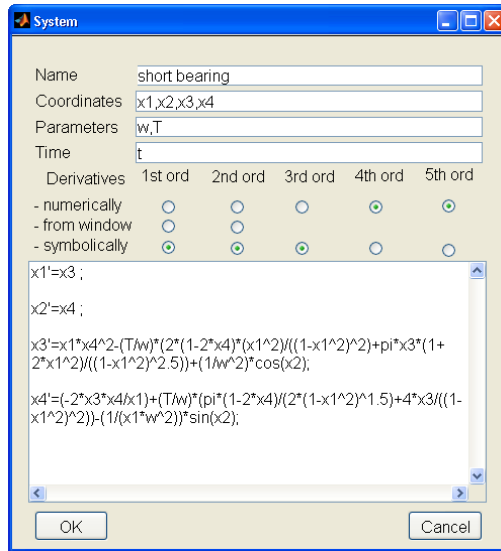 System
Name short bearing
Coordinates x1,x2,x3,x4
Parameters w,T
Time t
Derivatives 1st ord 2nd ord 3rd ord 4th ord 5th ord
- numerically
- from window
- symbolically
x1'=x3 ;
x2'=x4 ;
x3'=x1*x4^2-(T/w)*(2*(1-2*x4)*(x1^2)/((1-x1^2)^2)+pi*x3*(1+
2*x1^2)/((1-x1^2)^2.5))+(1/w^2)*cos(x2);
x4'=(-2*x3*x4/x1)+(T/w)*(pi*(1-2*x4)/(2*(1-x1^2)^1.5)+4*x3/((1-
x1^2)^2))-(1/(x1*w^2))*sin(x2);
OK Cancel